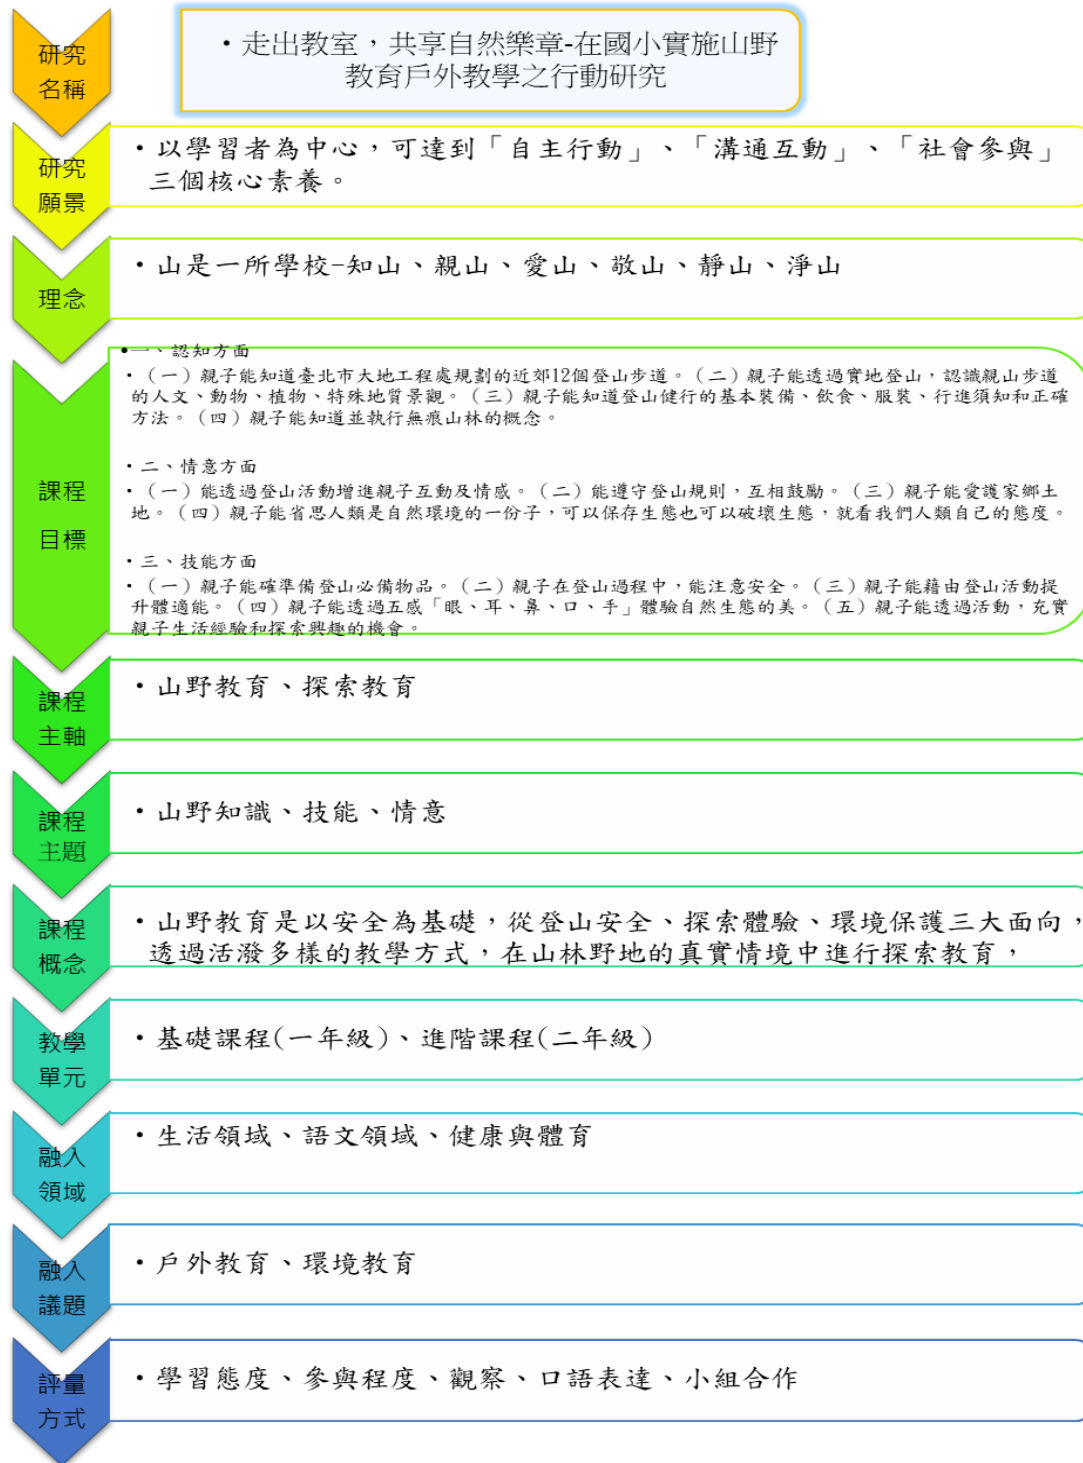 研究
名稱
・走出教室，共享自然樂章-在國小實施山野
教育戶外教學之行動研究
研究
願景
・以學習者為中心，可達到「自主行動」、「溝通互動」、「社會參與」
三個核心素養。
理念
・山是一所學校-知山、親山、愛山、敬山、靜山、淨山
課程
目標
•一、認知方面
・（一）親子能知道臺北市大地工程處規劃的近郊12個登山步道。（二）親子能透過實地登山，認識親山步道
的人文、動物、植物、特殊地質景觀。（三）親子能知道登山健行的基本裝備、飲食、服裝、行進須知和正確
方法。（四）親子能知道並執行無痕山林的概念。
・二、情意方面
・（一）能透過登山活動增進親子互動及情感。（二）能遵守登山規則，互相鼓勵。（三）親子能愛護家鄉土
地。（四）親子能省思人類是自然環境的一份子，可以保存生態也可以破壞生態，就看我們人類自己的態度。
・三、技能方面
・（一）親子能確準備登山必備物品。（二）親子在登山過程中，能注意安全。（三）親子能藉由登山活動提
升體適能。（四）親子能透過五感「眼、耳、鼻、口、手」體驗自然生態的美。（五）親子能透過活動，充實
親子生活經驗和探索興趣的機會。
課程
主軸
・山野教育、探索教育
課程
主題
・山野知識、技能、情意
課程
概念
・山野教育是以安全為基礎，從登山安全、探索體驗、環境保護三大面向，
透過活潑多樣的教學方式，在山林野地的真實情境中進行探索教育，
教學
單元
・基礎課程(一年級)、進階課程(二年級)
融入
領域
・生活領域、語文領域、健康與體育
融入
議題
・戶外教育、環境教育
評量
方式
・學習態度、參與程度、觀察、口語表達、小組合作